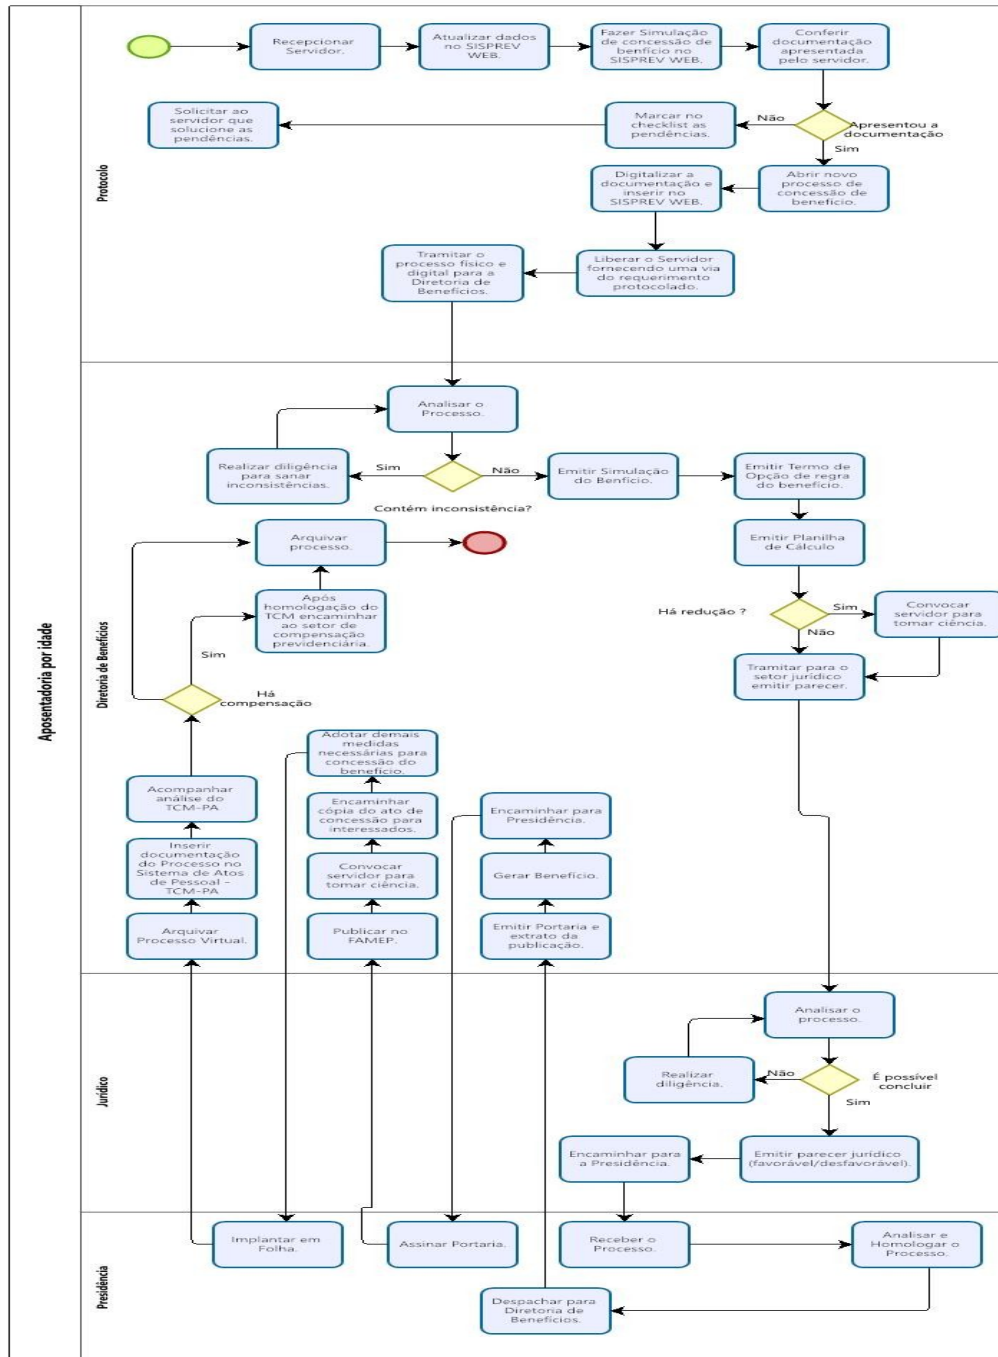 Aposentadoria por idade
Protocolo
Recepcionar
Servidor.
Atualizar dados
no SISPREV
WEB.
Fazer Simulação
de concessão de
benfício no
SISPREV WEB.
Conferir
documentação
apresentada
pelo servidor.
Solicitar ao
servidor que
solucione as
pendências.
Marcar no
checklist as
pendências.
Não
Apresentou a
documentação
Sim
Digitalizar a
documentação e
inserir no
SISPREV WEB.
Abrir novo
processo de
concessão de
beneficio.
Tramitar o
processo físico e
digital para a
Diretoria de
Benefícios.
Liberar o Servidor
fornecendo uma via
do requerimento
protocolado.
Diretoria de Benefícios
Analisar o
Processo.
Realizar diligência
para sanar
inconsistências.
Sim
Não
Contém inconsistência?
Emitir Simulação
do Benfício.
Emitir Termo de
Opção de regra
do benefício.
Arquivar
processo.
Emitir Planilha
de Cálculo
Após
homologação do
TCM encaminhar
ao setor de
compensação
previdenciária.
Há redução ?
Sim
Não
Convocar
servidor para
tomar ciência.
Sim
Há
compensação
Tramitar para o
setor jurídico
emitir parecer.
Adotar demais
medidas
necessárias para
concessão do
beneficio.
Acompanhar
análise do
TCM-PA.
Encaminhar
cópia do ato de
concessão para
interessados.
Encaminhar para
Presidência.
Inserir
documentação
do Processo no
Sistema de Atos
de Pessoal -
TCM-PA
Convocar
servidor para
tomar ciência.
Gerar Benefício.
Arquivar
Processo Virtual.
Publicar no
FAMEP.
Emitir Portaria e
extrato da
publicação.
Jurídico
Analisar o
processo.
Realizar
diligência.
Não
É possível
concluir
Sim
Encaminhar para
a Presidência.
Emitir parecer jurídico
(favorável/desfavorável).
Presidência
Implantar em
Folha.
Assinar Portaria.
Receber o
Processo.
Analisar e
Homologar o
Processo.
Despachar para
Diretoria de
Benefícios.